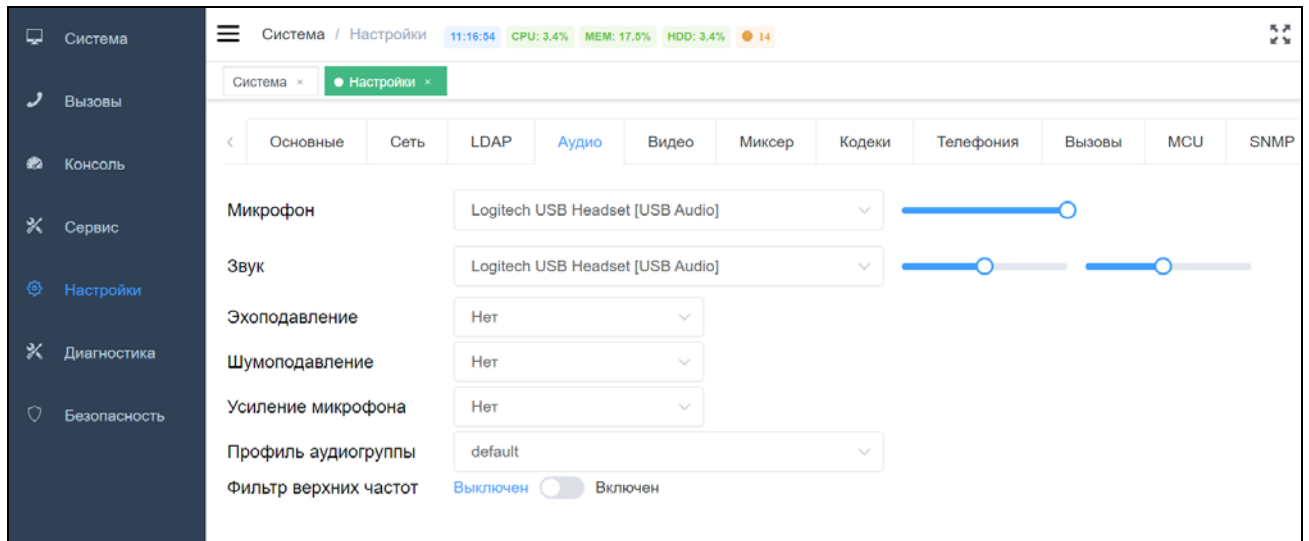 Система
Вызовы
Консоль
Сервис
Настройки
Диагностика
Безопасность
Система / Настройки 11:16:54 CPU: 3.4% MEM: 17.5% HDD: 3.4% 14
Система × Настройки ×
< Основные Сеть LDAP Аудио Видео Миксер Кодеки Телефония Вызовы MCU SNMP
Микрофон Logitech USB Headset [USB Audio]
Звук Logitech USB Headset [USB Audio]
Эхоподавление Нет
Шумоподавление Нет
Усиление микрофона Нет
Профиль аудиогруппы default
Фильтр верхних частот Выключен Включен